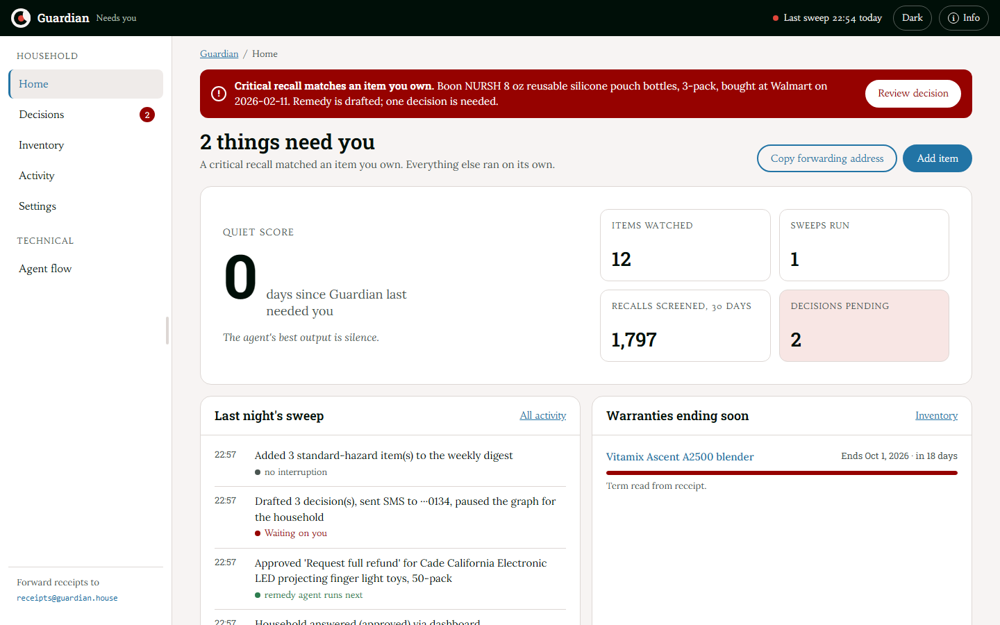 Guardian Needs you
Last sweep 22:54 today
Dark
Info
HOUSEHOLD
Home
Decisions 2
Inventory
Activity
Settings
TECHNICAL
Agent flow
Forward receipts to
receipts@guardian.house
Guardian / Home
Critical recall matches an item you own. Boon NURSH 8 oz reusable silicone pouch bottles, 3-pack, bought at Walmart on
2026-02-11. Remedy is drafted; one decision is needed.
Review decision
2 things need you
A critical recall matched an item you own. Everything else ran on its own.
Copy forwarding address
Add item
QUIET SCORE
0 days since Guardian last
needed you
The agent's best output is silence.
ITEMS WATCHED
12
SWEEPS RUN
1
RECALLS SCREENED, 30 DAYS
1,797
DECISIONS PENDING
2
Last night's sweep
All activity
22:57 Added 3 standard-hazard item(s) to the weekly digest
no interruption
22:57 Drafted 3 decision(s), sent SMS to ···0134, paused the graph for
the household
Waiting on you
22:57 Approved 'Request full refund' for Cade California Electronic
LED projecting finger light toys, 50-pack
remedy agent runs next
22:57 Household answered (approved) via dashboard
Warranties ending soon
Inventory
Vitamix Ascent A2500 blender
Ends Oct 1, 2026 · in 18 days
Term read from receipt.